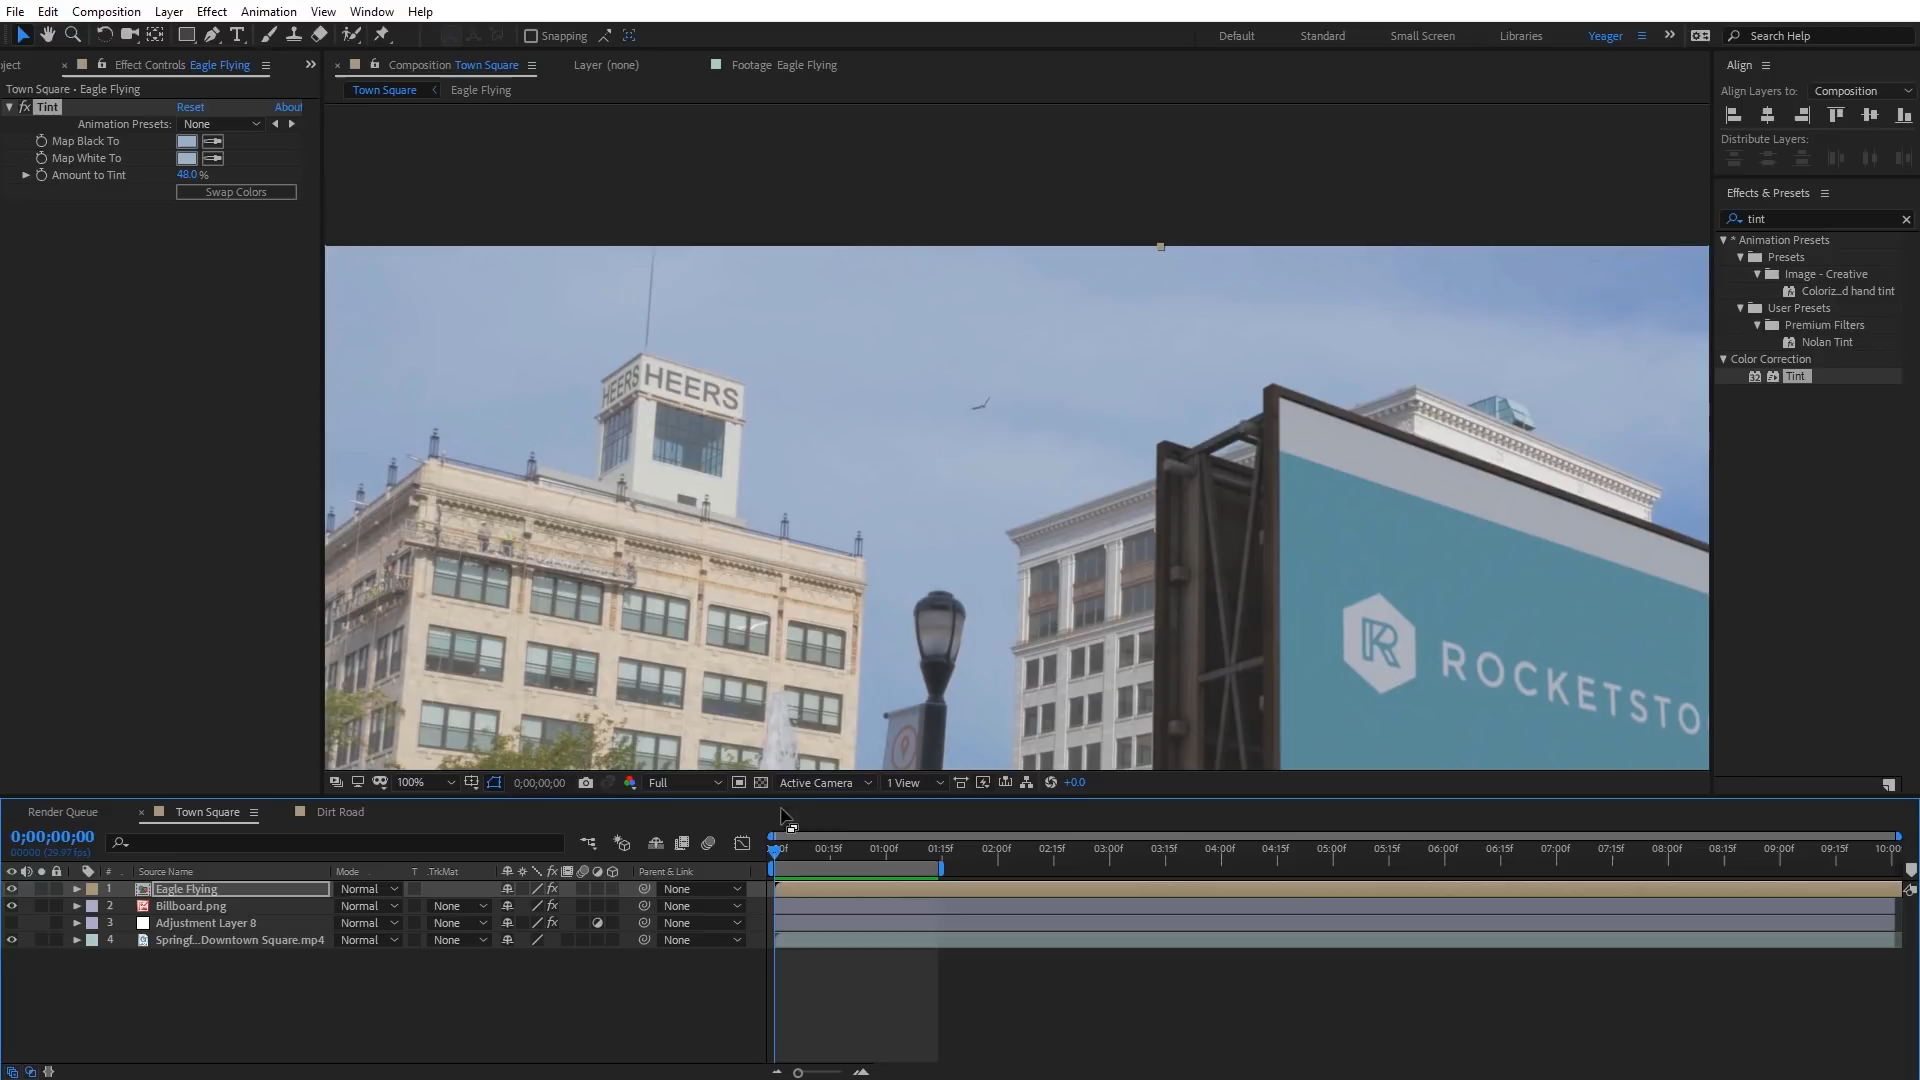 File Edit Composition Layer Effect Animation View Window Help
Snapping Default Standard Small Screen Libraries Yeager Search Help
ject Effect Controls Eagle Flying
Composition Town Square Layer (none) Footage Eagle Flying
Align
Town Square • Eagle Flying
Town Square Eagle Flying
Align Layers to: Composition
Tint Reset About
Animation Presets: None
Map Black To
Map White To
Amount to Tint 48.0 %
Swap Colors
Distribute Layers:
Effects & Presets
tint
* Animation Presets
Presets
Image - Creative
Coloriz...d hand tint
User Presets
Premium Filters
Nolan Tint
Color Correction
32 Tint
HEERS HEERS
R ROCKETSTO
100% 0;00;00;00 Full Active Camera 1 View +0.0
Render Queue Town Square Dirt Road
0;00;00;00
00000 (29.97 fps)
00f 00:15f 01:00f 01:15f 02:00f 02:15f 03:00f 03:15f 04:00f 04:15f 05:00f 05:15f 06:00f 06:15f 07:00f 07:15f 08:00f 08:15f 09:00f 09:15f 10:00
# Source Name Mode T .TrkMat Parent & Link
1 Eagle Flying Normal None
2 Billboard.png Normal None None
3 Adjustment Layer 8 Normal None None
4 Springf...Downtown Square.mp4 Normal None None